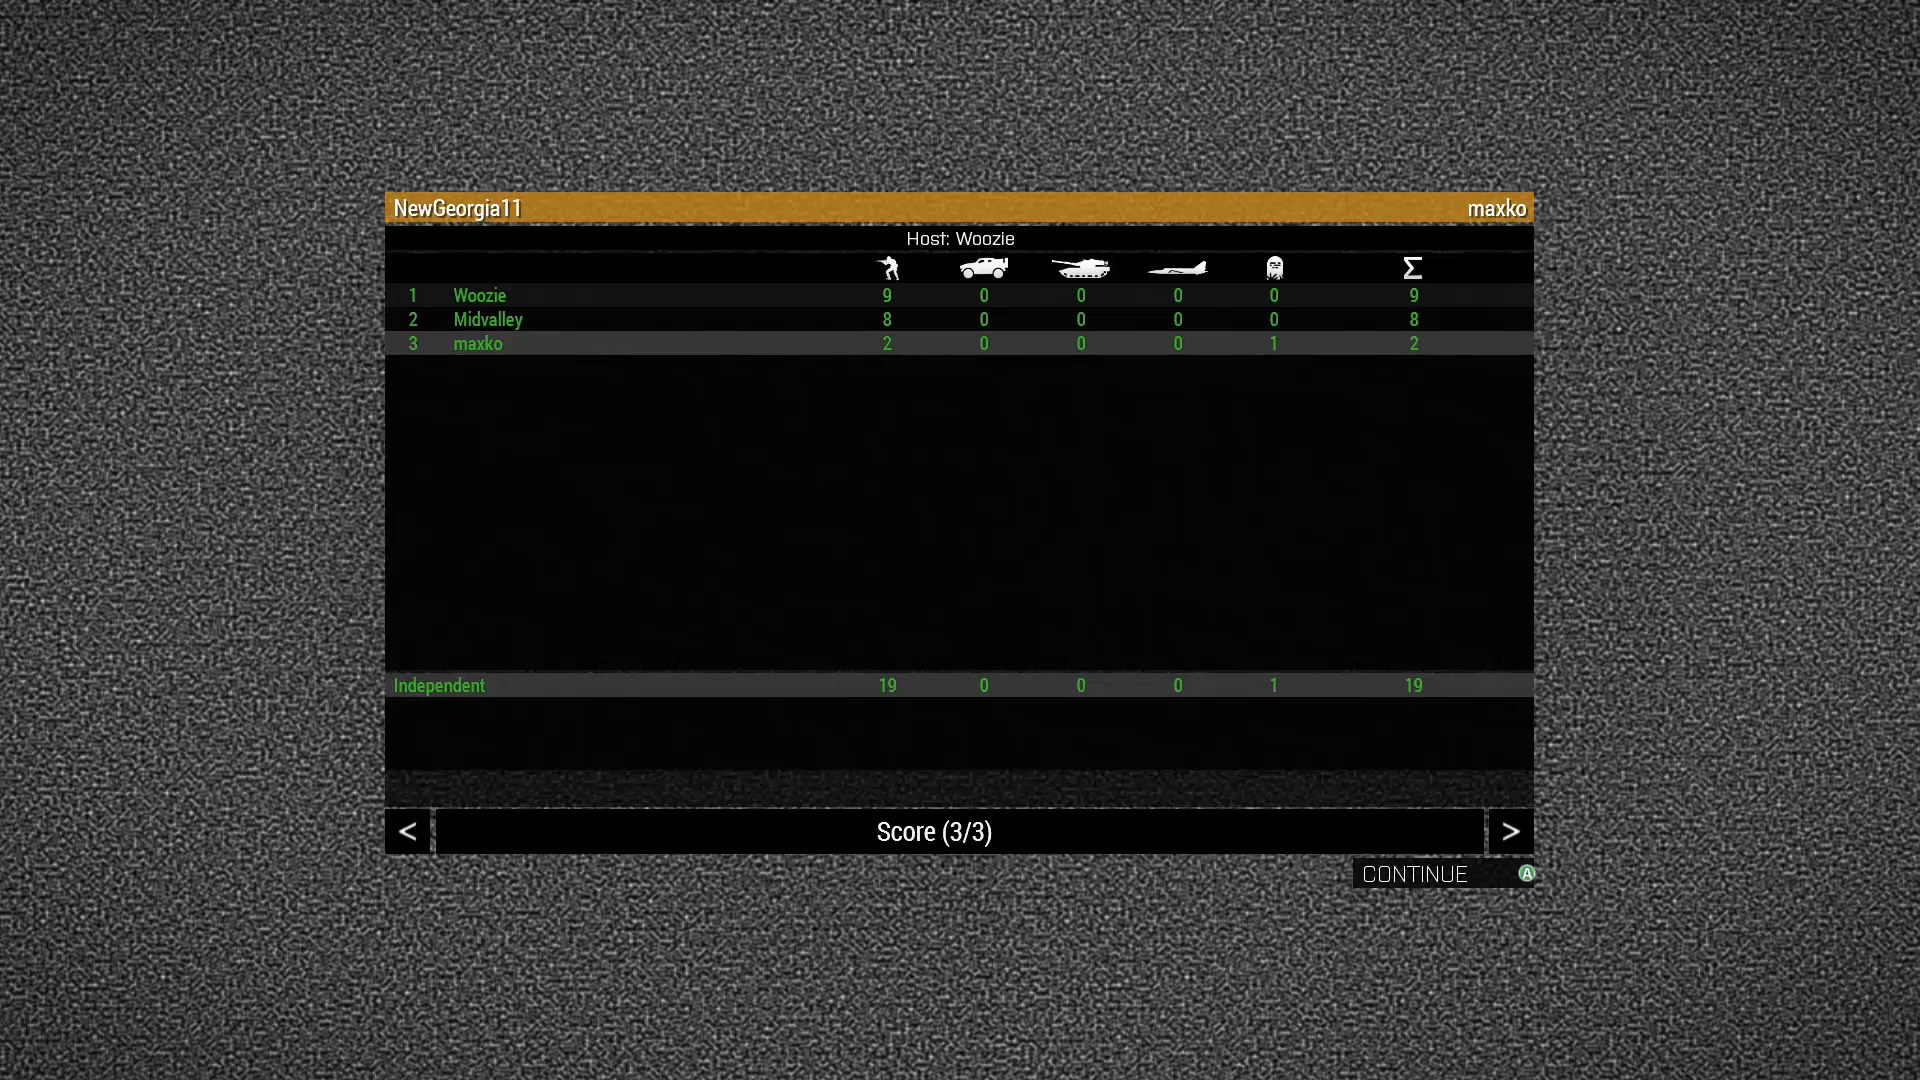 NewGeorgia11 maxko
Host: Woozie
Σ
1 Woozie 9 0 0 0 0 9
2 Midvalley 8 0 0 0 0 8
3 maxko 2 0 0 0 1 2
Independent 19 0 0 0 1 19
< Score (3/3) >
CONTINUE A